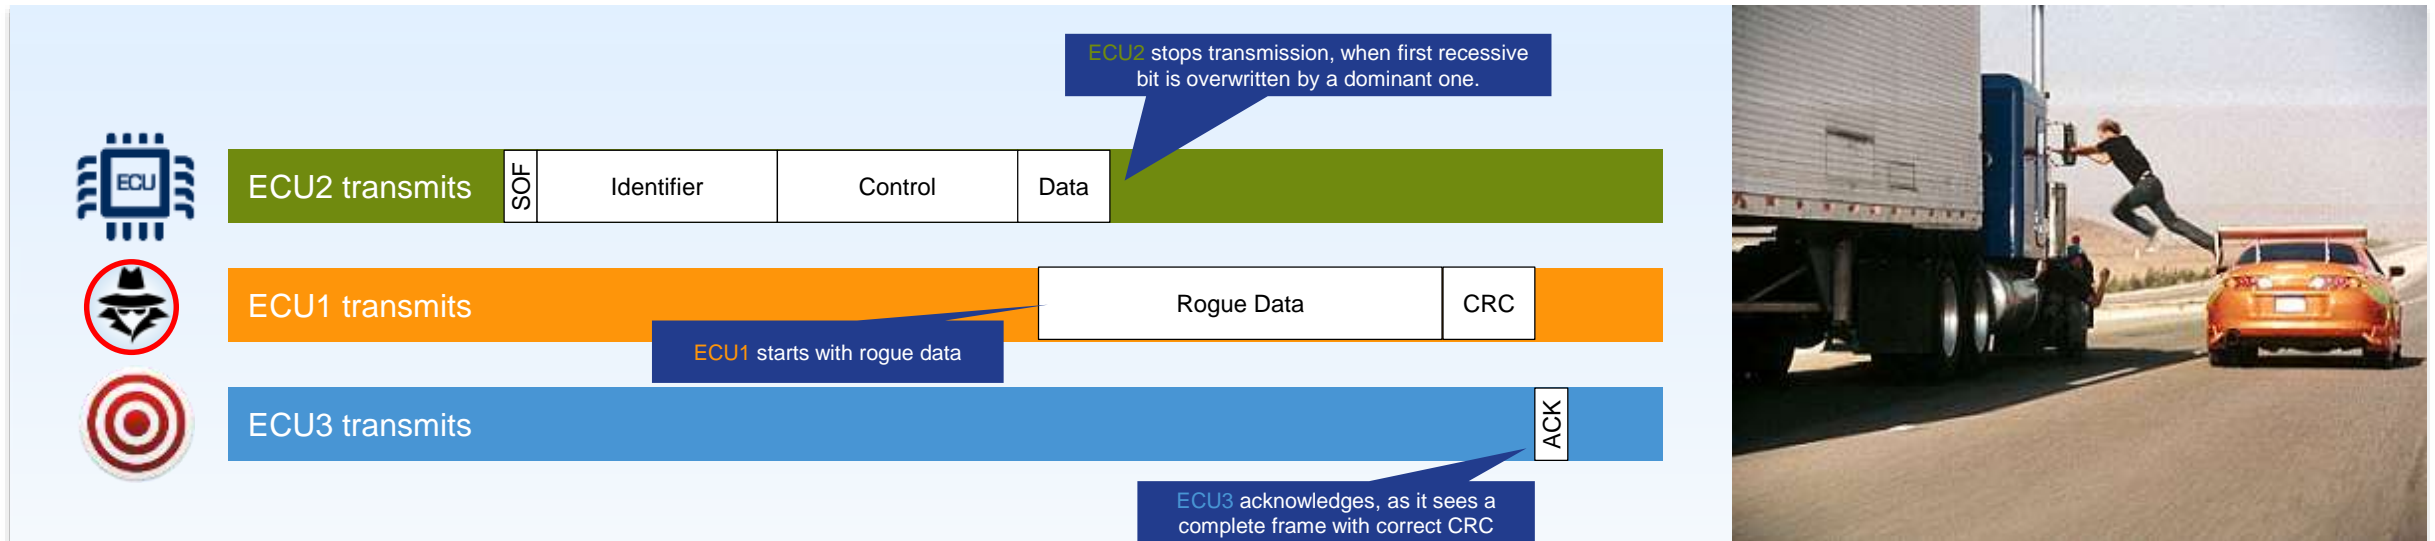 ECU2 stops transmission, when first recessive
bit is overwritten by a dominant one.
ECU
ECU2 transmits
SOF
Identifier
Control
Data
ECU1 transmits
Rogue Data
CRC
ECU1 starts with rogue data
ECU3 transmits
ACK
ECU3 acknowledges, as it sees a
complete frame with correct CRC